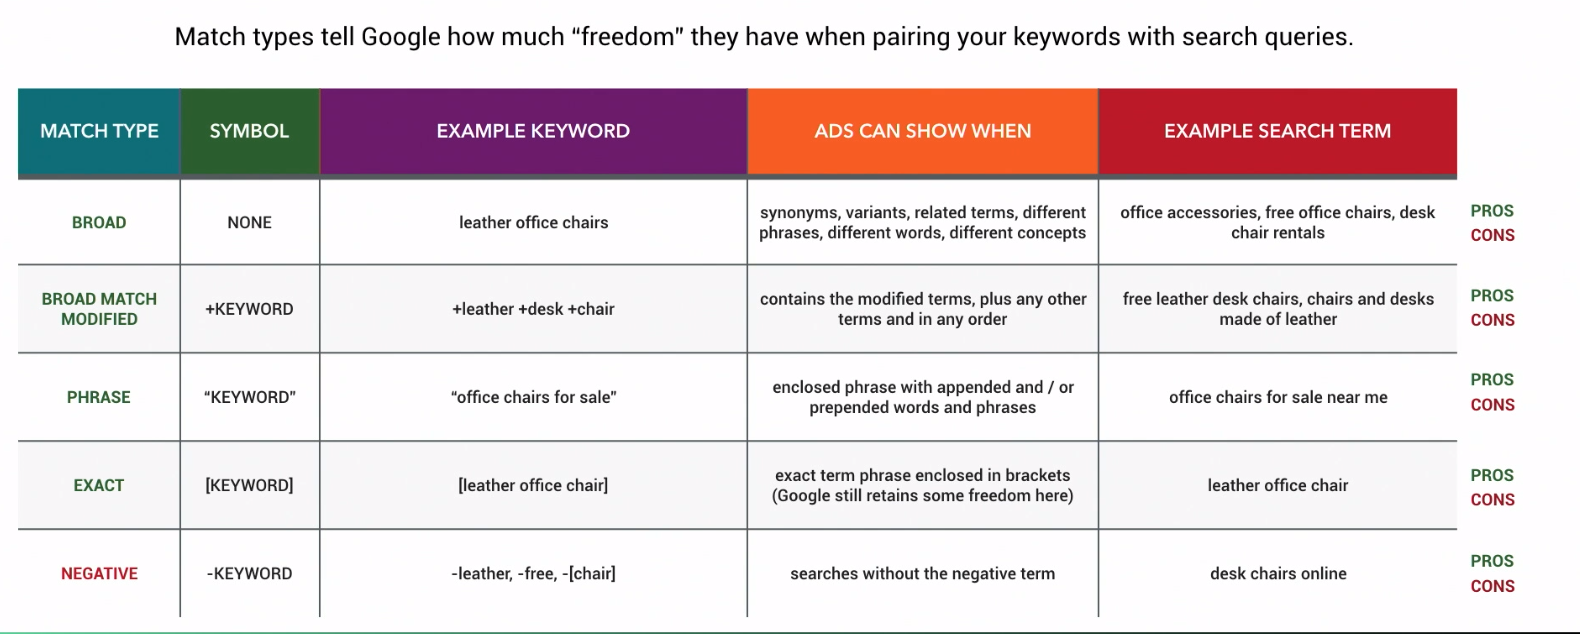 Match types tell Google how much “freedom” they have when pairing your keywords with search queries.
MATCH TYPE
SYMBOL
EXAMPLE KEYWORD
ADS CAN SHOW WHEN
EXAMPLE SEARCH TERM
BROAD
NONE
leather office chairs
synonyms, variants, related terms, different
phrases, different words, different concepts
office accessories, free office chairs, desk
chair rentals
PROS
CONS
BROAD MATCH
MODIFIED
+KEYWORD
+leather +desk +chair
contains the modified terms, plus any other
terms and in any order
free leather desk chairs, chairs and desks
made of leather
PROS
CONS
PHRASE
“KEYWORD”
“office chairs for sale”
enclosed phrase with appended and / or
prepended words and phrases
office chairs for sale near me
PROS
CONS
EXACT
[KEYWORD]
[leather office chair]
exact term phrase enclosed in brackets
(Google still retains some freedom here)
leather office chair
PROS
CONS
NEGATIVE
-KEYWORD
-leather, -free, -[chair]
searches without the negative term
desk chairs online
PROS
CONS